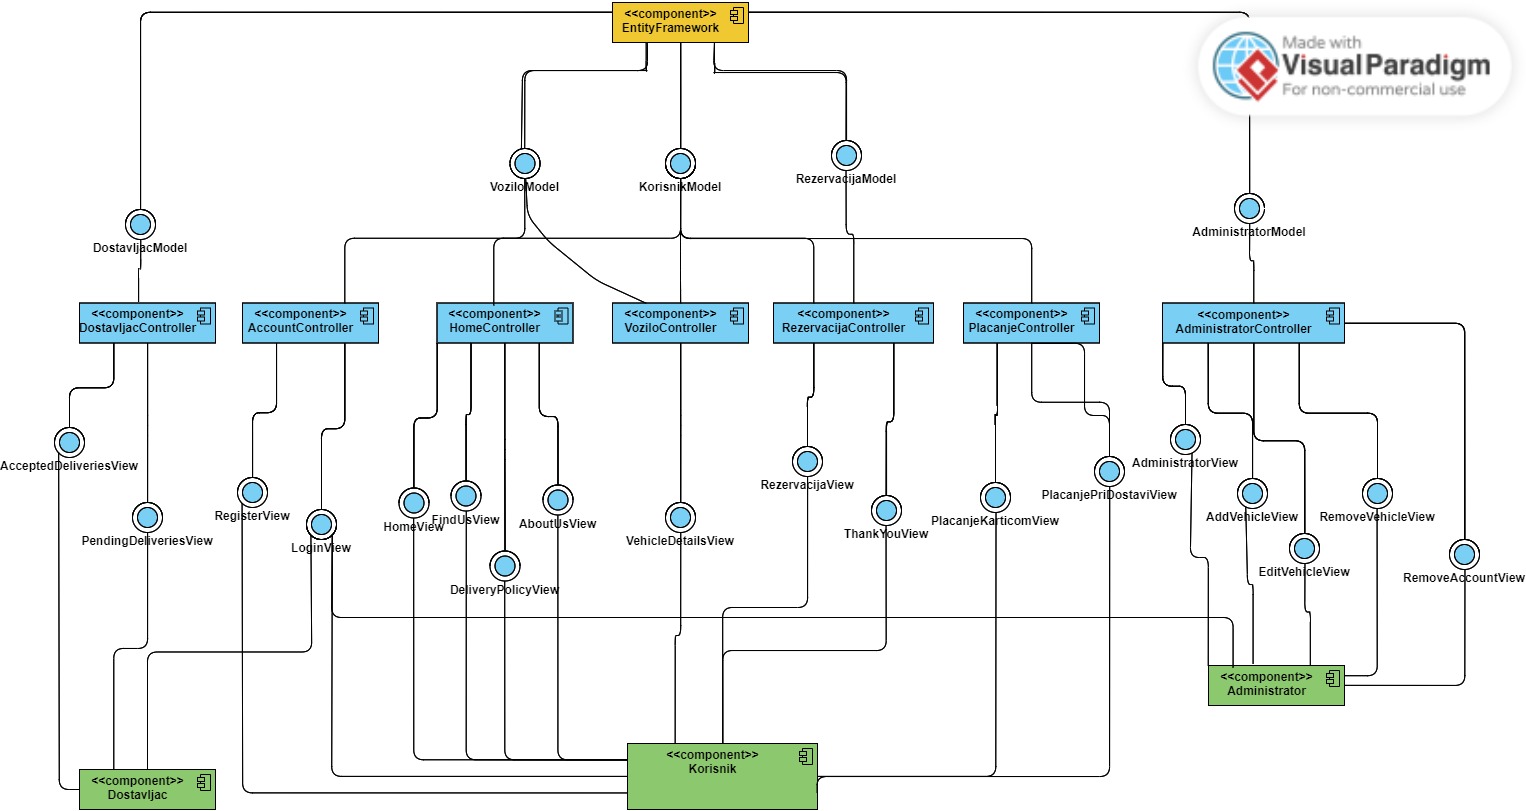 <<component>>
EntityFramework
Made with
Visual Paradigm
For non-commercial use
VoziloModel
KorisnikModel
RezervacijaModel
DostavljacModel
AdministratorModel
<<component>>
DostavljacController
<<component>>
AccountController
<<component>>
HomeController
<<component>>
VoziloController
<<component>>
RezervacijaController
<<component>>
PlacanjeController
<<component>>
AdministratorController
AcceptedDeliveriesView
PendingDeliveriesView
RegisterView
LoginView
HomeView
FindUsView
AboutUsView
DeliveryPolicyView
VehicleDetailsView
RezervacijaView
ThankYouView
PlacanjeKarticomView
PlacanjePriDostaviView
AdministratorView
AddVehicleView
RemoveVehicleView
EditVehicleView
RemoveAccountView
<<component>>
Administrator
<<component>>
Korisnik
<<component>>
Dostavljac